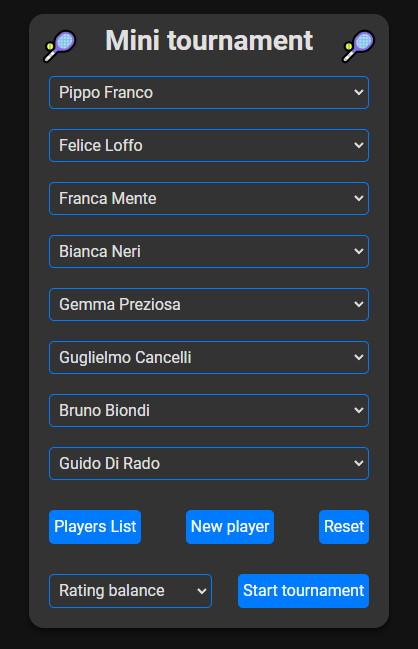 Mini tournament
Pippo Franco
Felice Loffo
Franca Mente
Bianca Neri
Gemma Preziosa
Guglielmo Cancelli
Bruno Biondi
Guido Di Rado
Players List New player Reset
Rating balance Start tournament